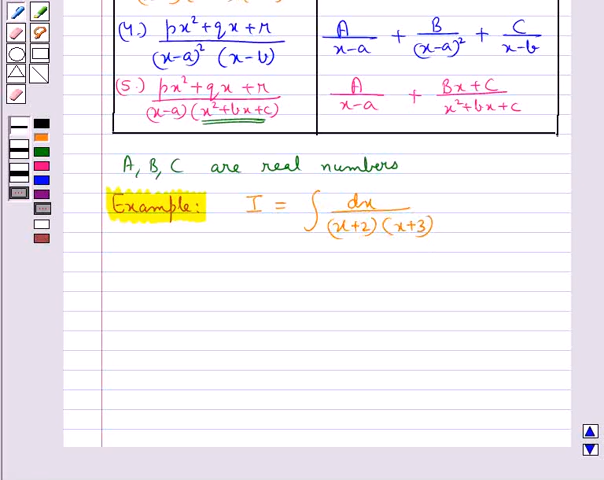 (4.) px²+qx+r / (x-a)² (x-b) A/(x-a) + B/(x-a)² + C/(x-b)
(5.) px²+qx+r / (x-a)(x²+bx+c) A/(x-a) + Bx+C / x²+bx+c
A, B, C are real numbers
Example: I = ∫ dx / (x+2)(x+3)